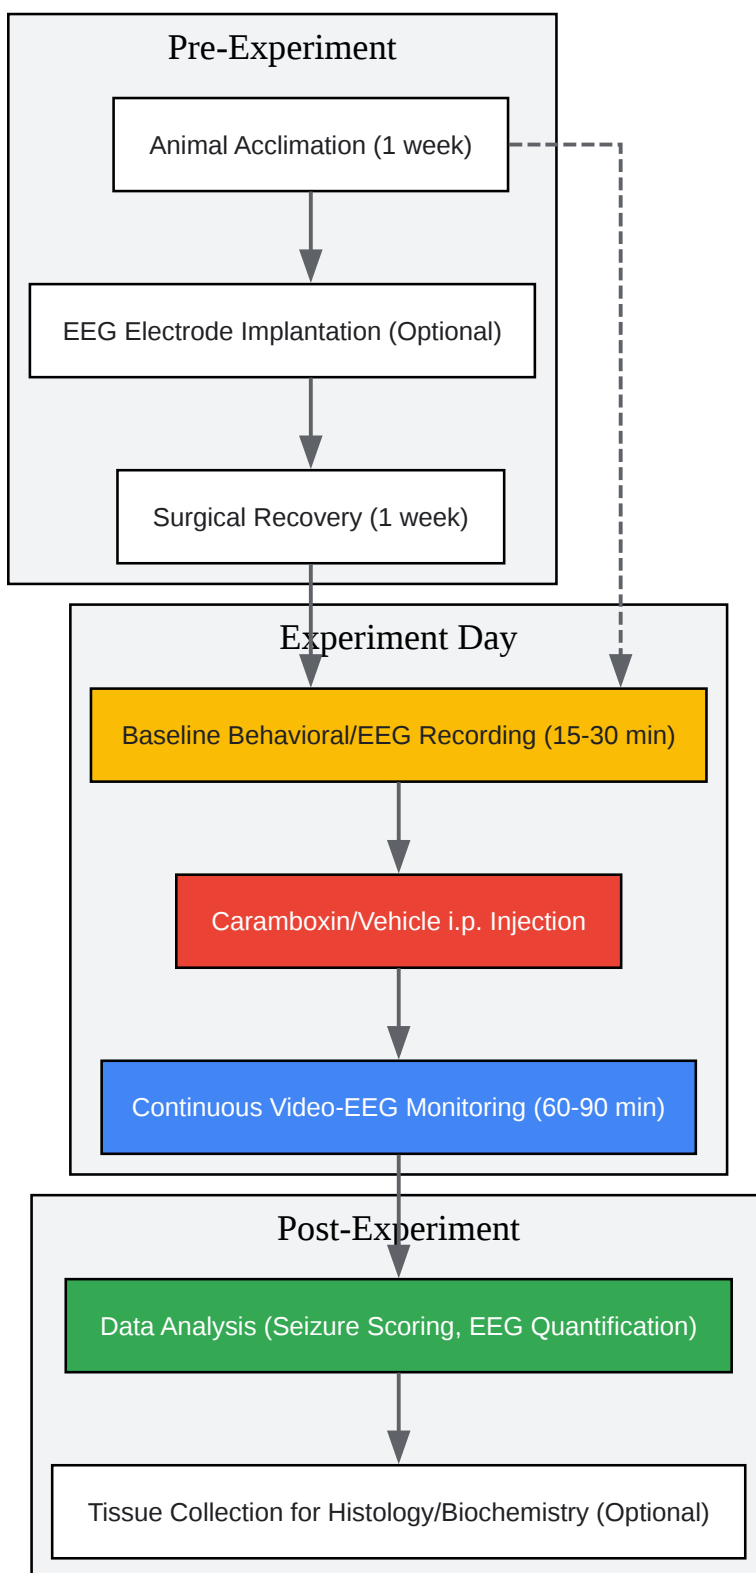 Pre-Experiment
Animal Acclimation (1 week)
EEG Electrode Implantation (Optional)
Surgical Recovery (1 week)
Experiment Day
Baseline Behavioral/EEG Recording (15-30 min)
Caramboxin/Vehicle i.p. Injection
Continuous Video-EEG Monitoring (60-90 min)
Post-Experiment
Data Analysis (Seizure Scoring, EEG Quantification)
Tissue Collection for Histology/Biochemistry (Optional)